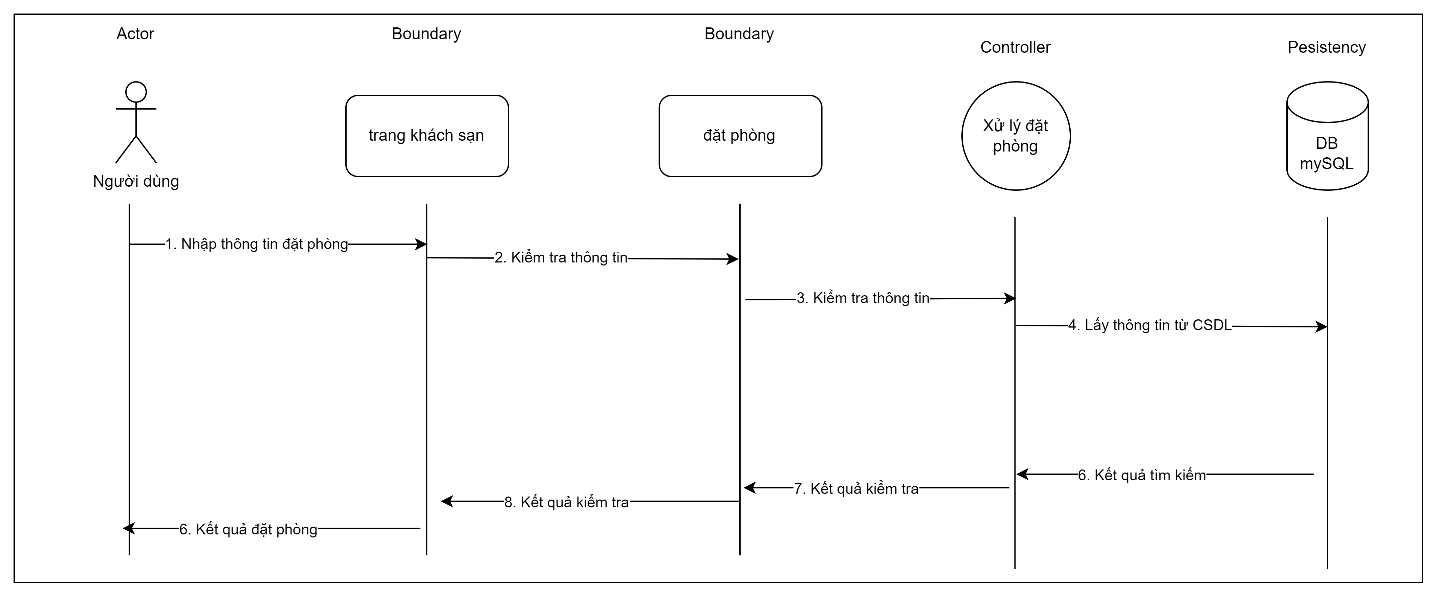 Actor
Boundary
Boundary
Controller
Pesistency
trang khách sạn
đặt phòng
Xử lý đặt
phòng
DB
mySQL
Người dùng
1. Nhập thông tin đặt phòng
2. Kiểm tra thông tin
3. Kiểm tra thông tin
4. Lấy thông tin từ CSDL
6. Kết quả tìm kiếm
7. Kết quả kiểm tra
8. Kết quả kiểm tra
6. Kết quả đặt phòng